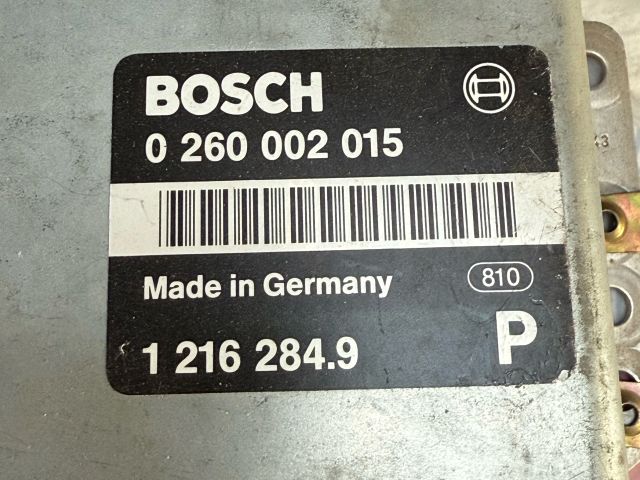 BOSCH
0 260 002 015
Made in Germany 810
1 216 284.9 P